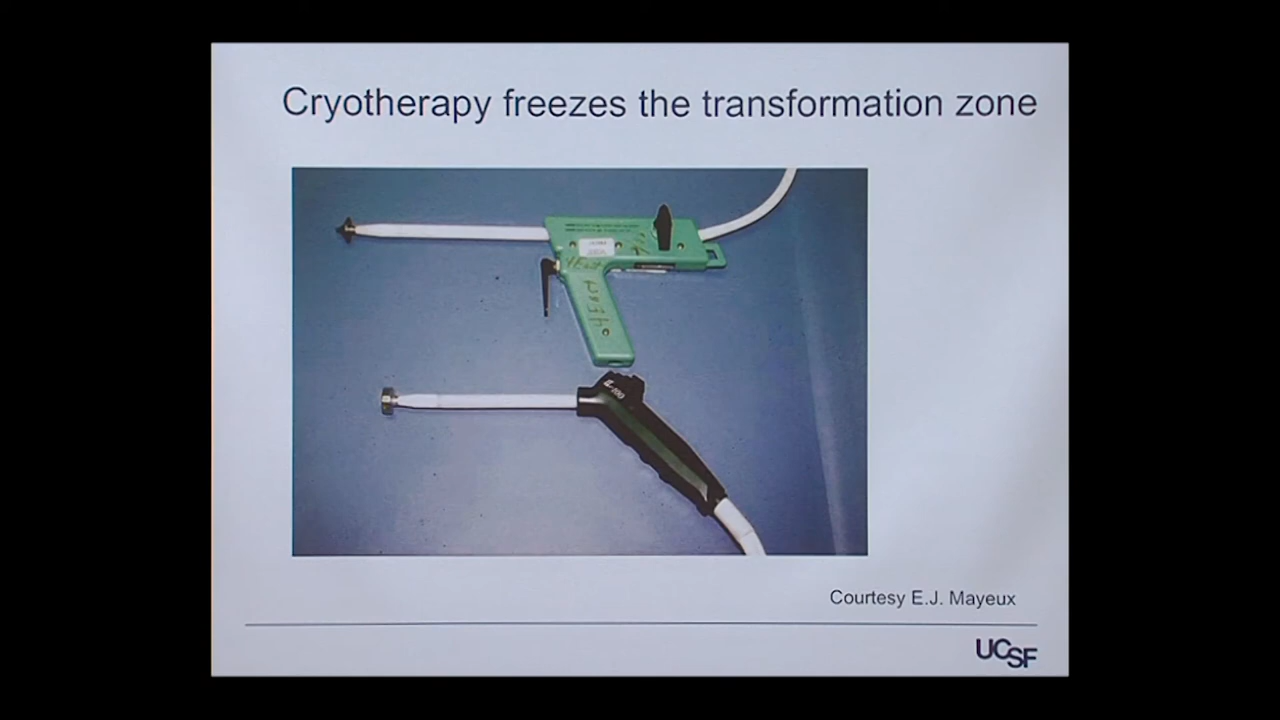 Cryotherapy freezes the transformation zone
Courtesy E.J. Mayeux
UCSF